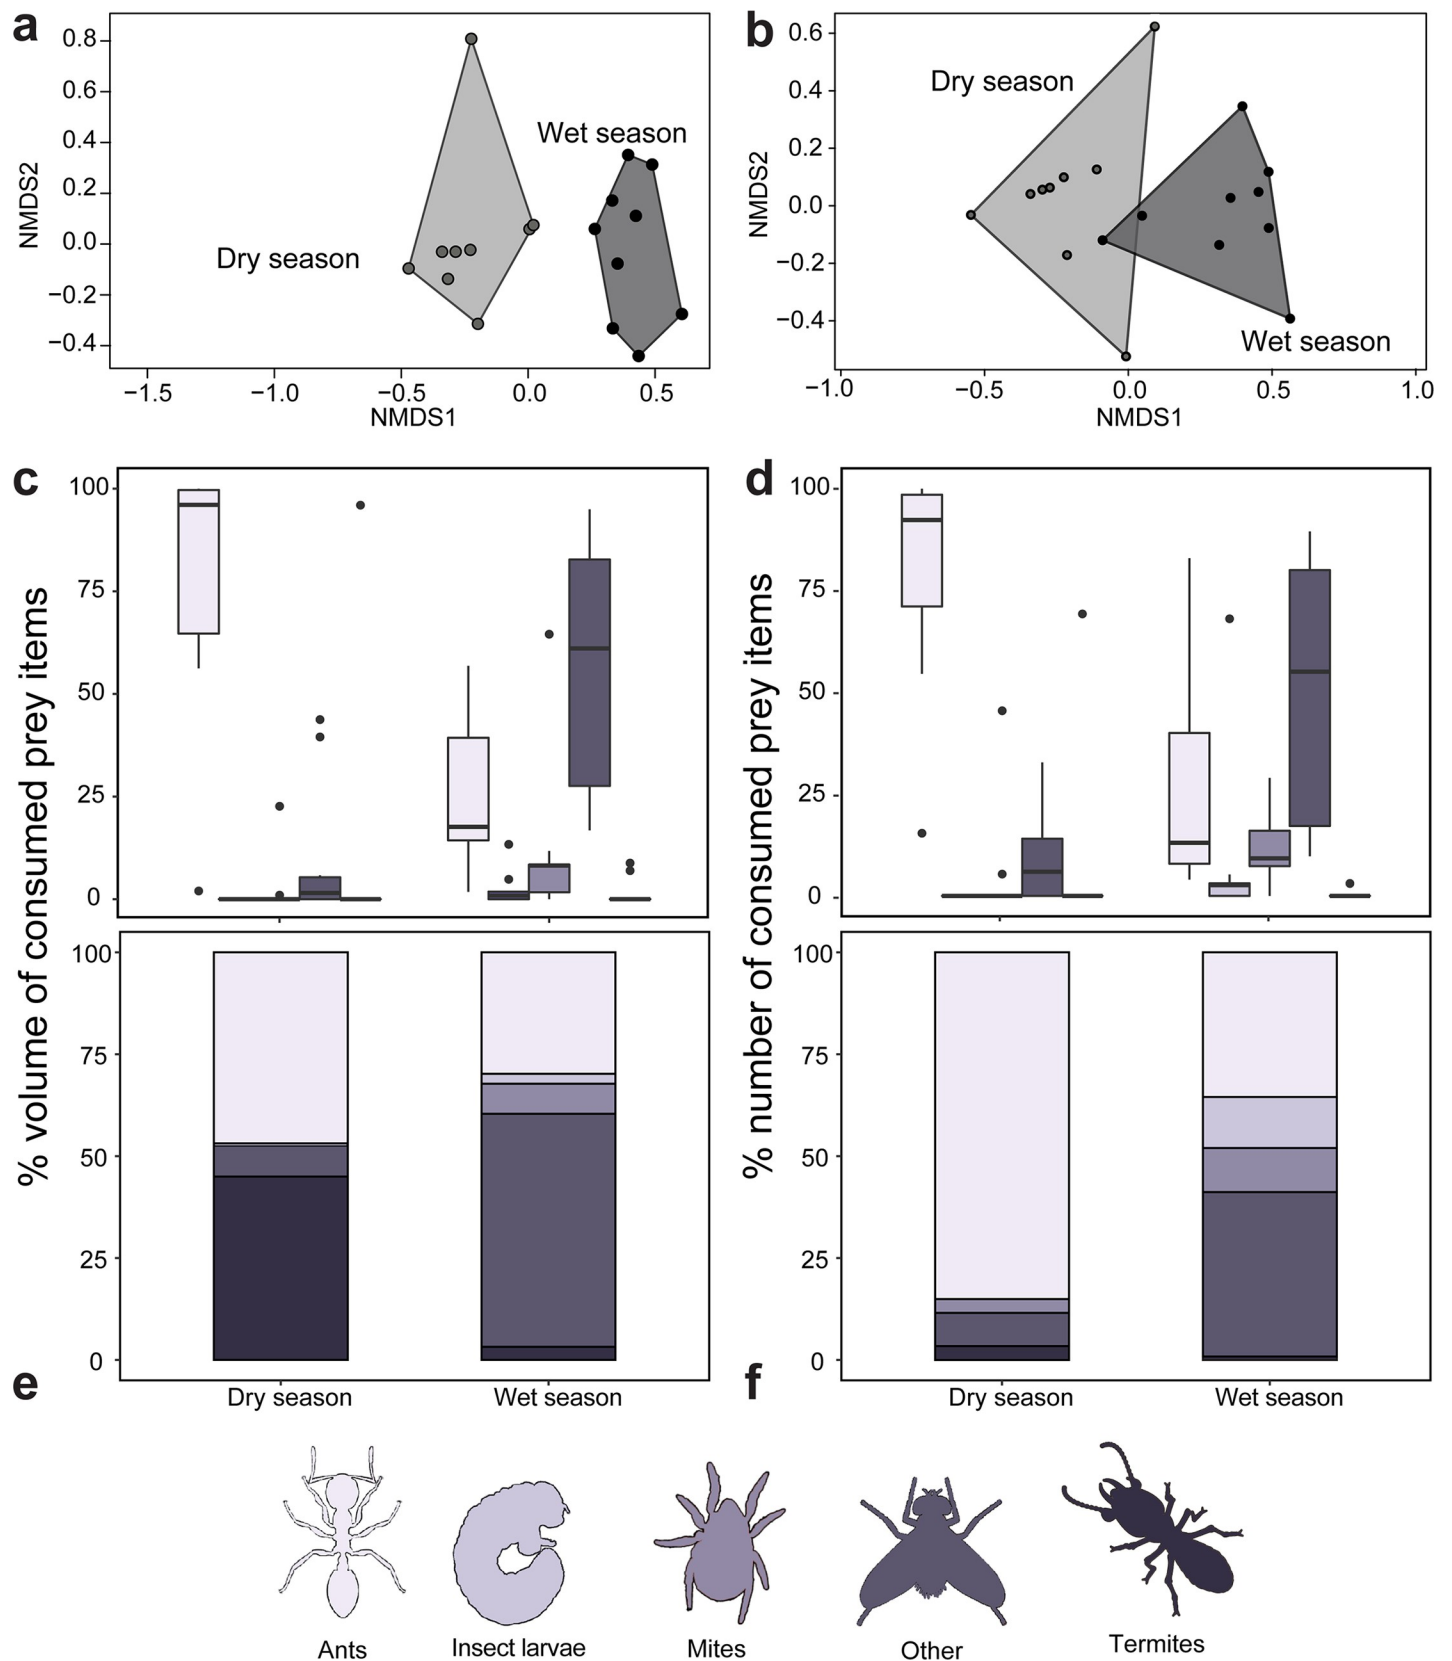 a
0.8
0.6
0.4
0.2
0.0
−0.2
−0.4
NMDS2
Dry season
Wet season
−1.5
−1.0
−0.5
0.0
0.5
NMDS1
b
0.6
0.4
0.2
0.0
−0.2
−0.4
NMDS2
Dry season
Wet season
−1.0
−0.5
0.0
0.5
1.0
NMDS1
c
100
75
50
25
0
% volume of consumed prey items
d
100
75
50
25
0
% number of consumed prey items
100
75
50
25
0
e
Dry season
Wet season
100
75
50
25
0
f
Dry season
Wet season
Ants
Insect larvae
Mites
Other
Termites